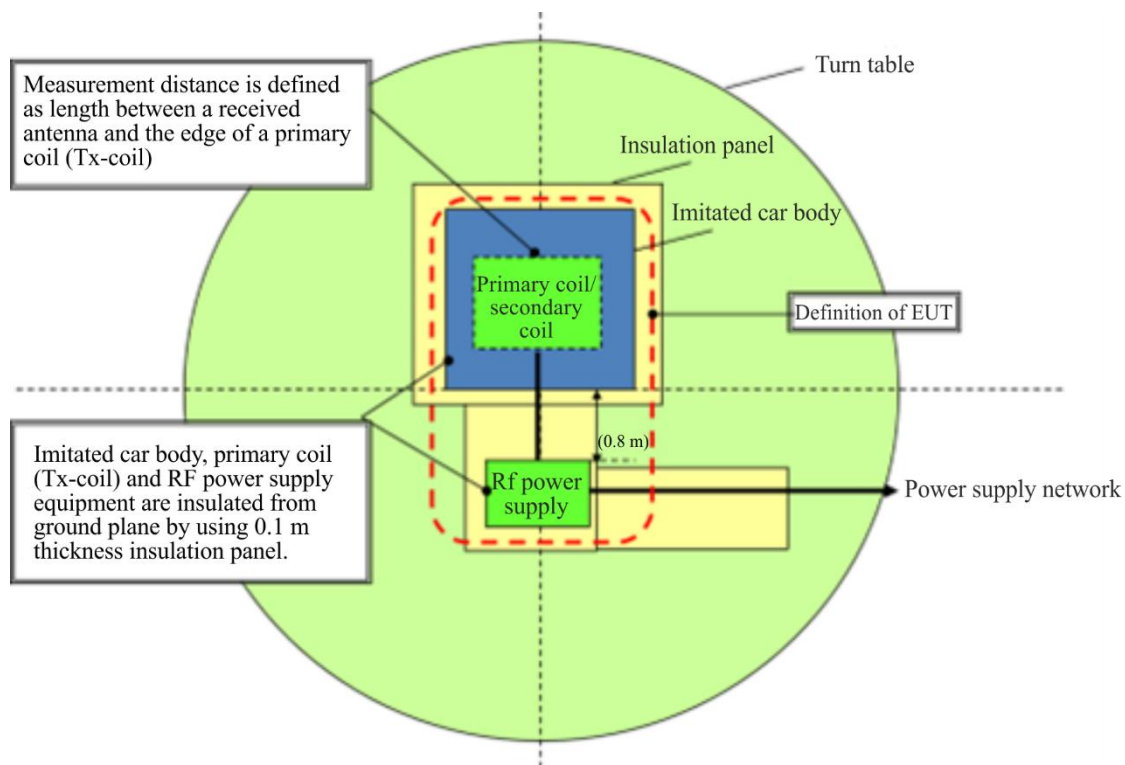 Turn table
Measurement distance is defined
as length between a received
antenna and the edge of a primary
coil (Tx-coil)
Insulation panel
Imitated car body
Primary coil/
secondary
coil
Definition of EUT
(0.8 m)
Imitated car body, primary coil
(Tx-coil) and RF power supply
equipment are insulated from
ground plane by using 0.1 m
thickness insulation panel.
Rf power
supply
Power supply network